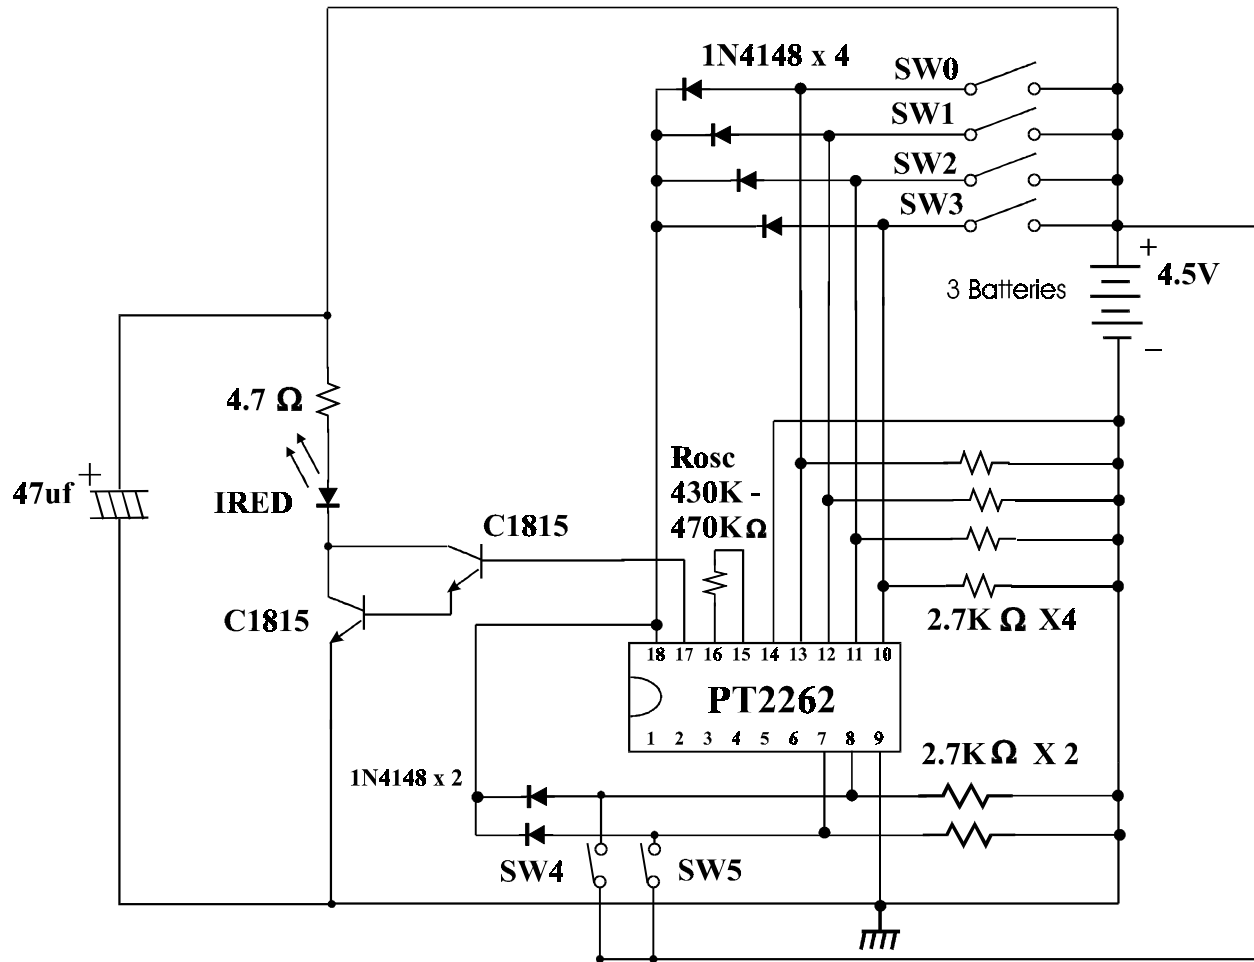 1N4148 x 4
SW0
SW1
SW2
SW3
+
4.5V
3 Batteries
−
4.7 Ω
+
47uf
IRED
C1815
C1815
Rosc
430K -
470K Ω
2.7K Ω X4
18 17 16 15 14 13 12 11 10
PT2262
1 2 3 4 5 6 7 8 9
2.7K Ω X 2
1N4148 x 2
SW4
SW5